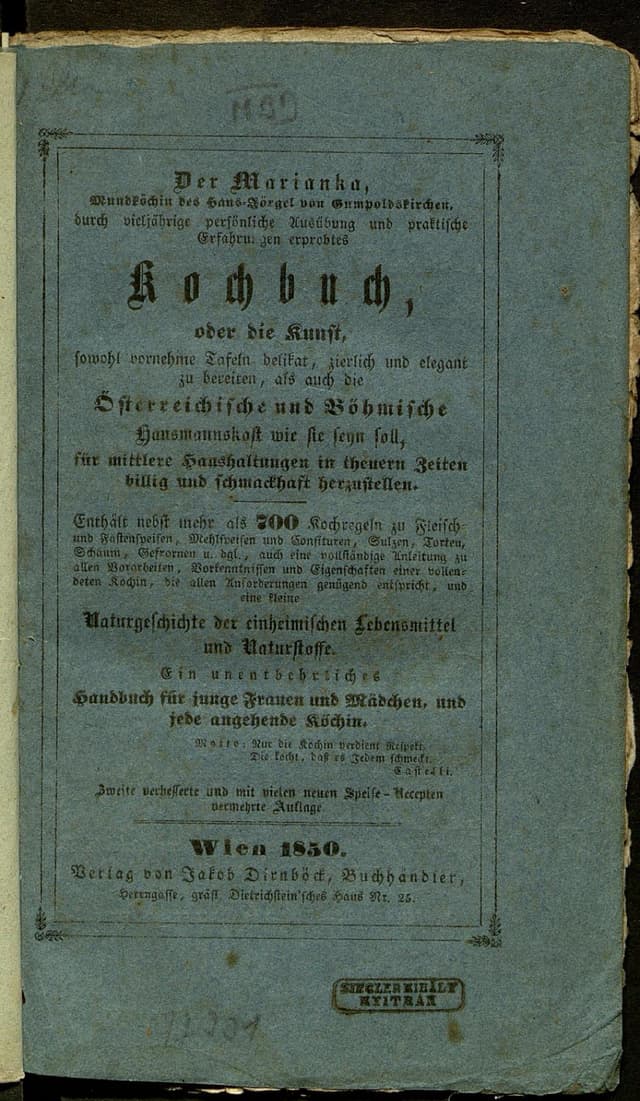 Der Marianka,
Mundköchin des Hans-Jörgel von Gumpoldskirchen,
durch vieljährige persönliche Ausübung und praktische
Erfahrungen erprobtes
Kochbuch,
oder die Kunst,
sowohl vornehme Tafeln delikat, zierlich und elegant
zu bereiten, als auch die
Österreichische und Böhmische
Hausmannskost wie sie seyn soll,
für mittlere Haushaltungen in theuern Zeiten
billig und schmackhaft herzustellen.
Enthält nebst mehr als 700 Kochregeln zu Fleisch-
und Fastenspeisen, Mehlspeisen und Confituren, Sulzen, Torten,
Schaum, Gefrornen u. dgl., auch eine vollständige Anleitung zu
allen Vorarbeiten, Vorkenntnissen und Eigenschaften einer vollen-
deten Köchin, die allen Anforderungen genügend entspricht, und
eine kleine
Naturgeschichte der einheimischen Lebensmittel
und Naturstoffe.
Ein unentbehrliches
Handbuch für junge Frauen und Mädchen, und
jede angehende Köchin.
Motto: Nur die Köchin verdient Respekt,
Die kocht, daß es Jedem schmeckt.
Castelli.
Zweite verbesserte und mit vielen neuen Speise-Recepten
vermehrte Auflage
Wien 1850.
Verlag von Jakob Dirnböck, Buchhändler,
Herrngasse, gräfl. Dietrichstein'sches Haus Nr. 25.
NYITRÁN